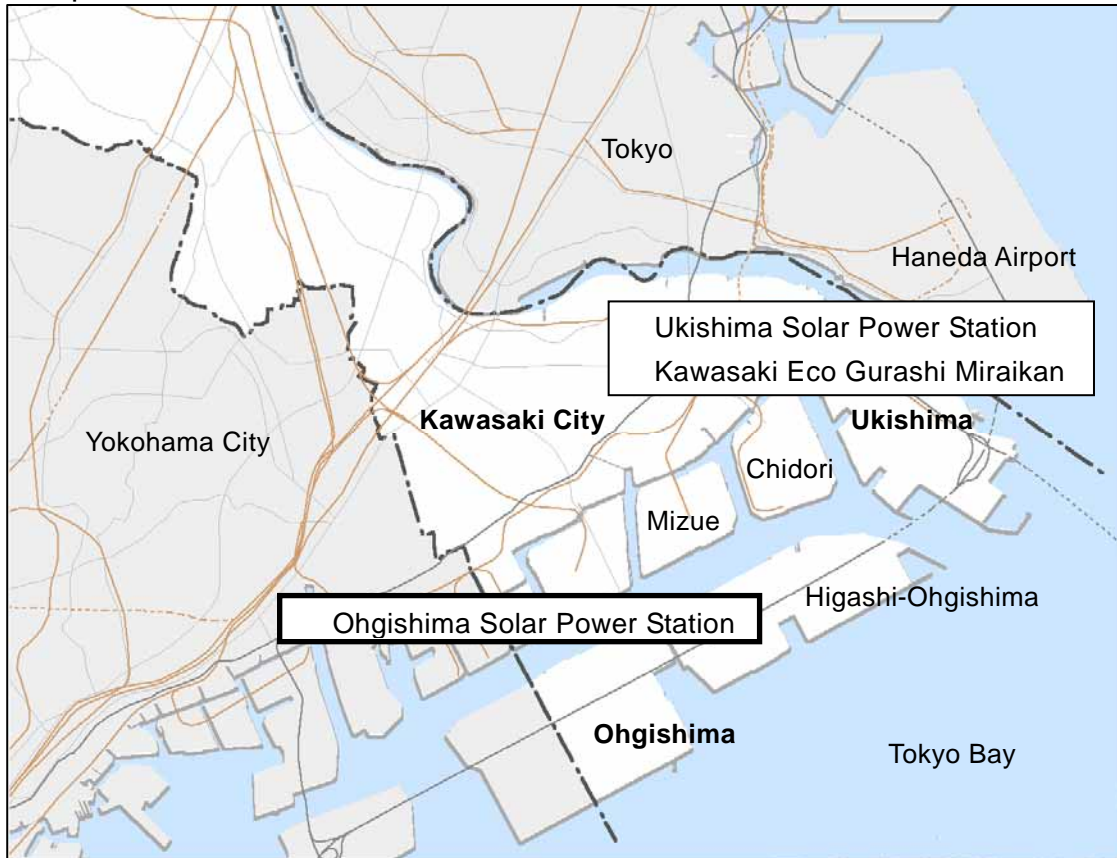 Tokyo
Haneda Airport
Ukishima Solar Power Station
Kawasaki Eco Gurashi Miraikan
Kawasaki City
Ukishima
Yokohama City
Chidori
Mizue
Higashi-Ohgishima
Ohgishima Solar Power Station
Ohgishima
Tokyo Bay